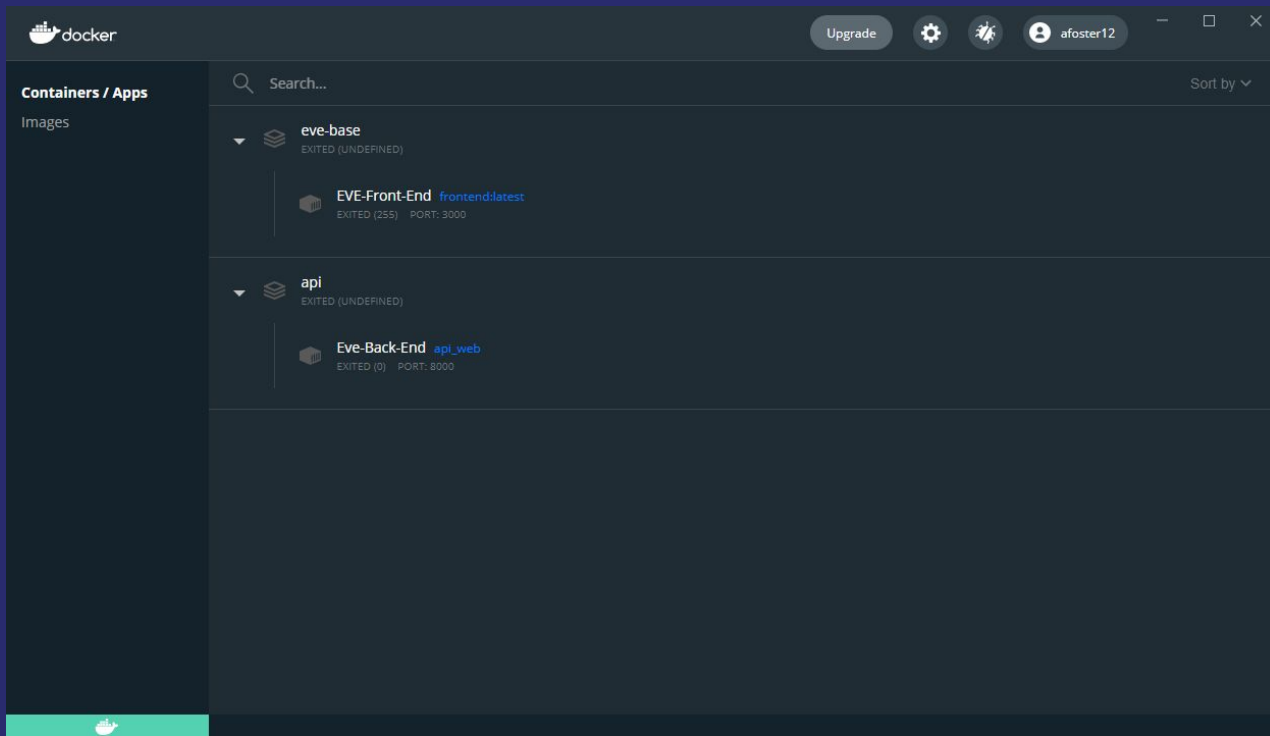 docker
Upgrade
afoster12
Containers / Apps
Images
Search...
Sort by
eve-base
EXITED (UNDEFINED)
EVE-Front-End frontend:latest
EXITED (255) PORT: 3000
api
EXITED (UNDEFINED)
Eve-Back-End api_web
EXITED (0) PORT: 8000